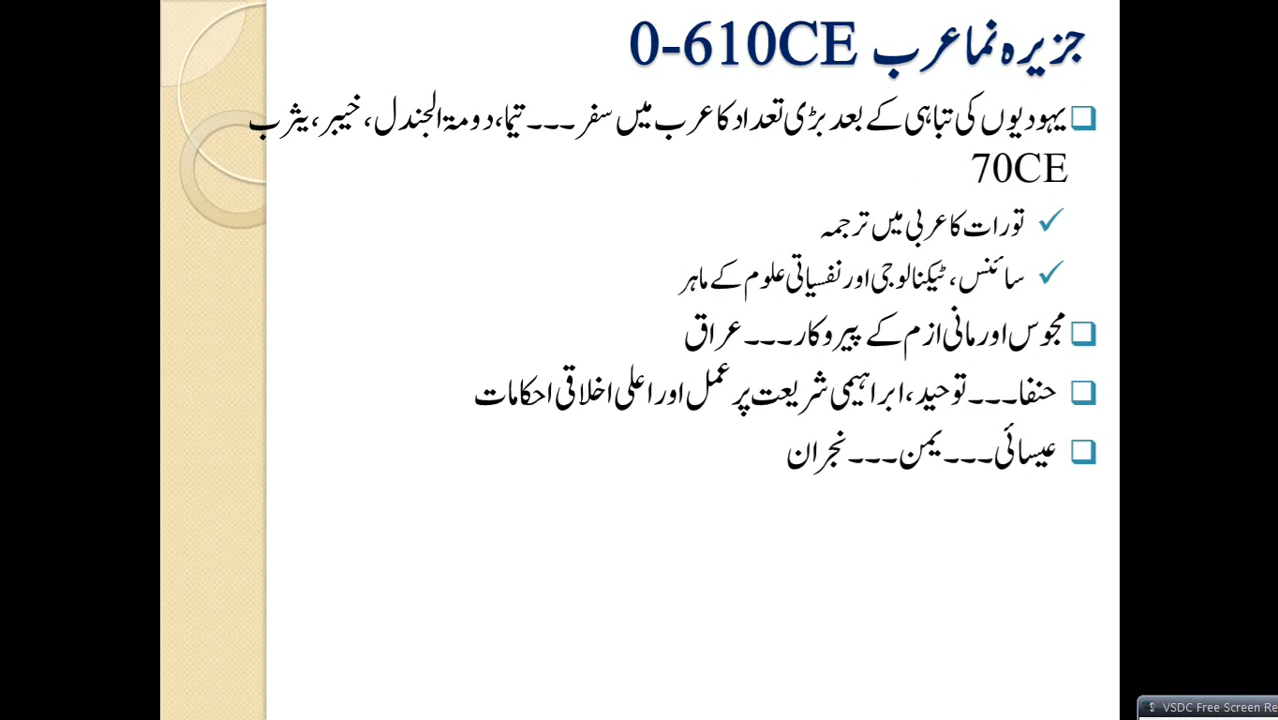 جزیرہ نما عرب 0-610CE
یہودیوں کی تباہی کے بعد بڑی تعداد کا عرب میں سفر ۔۔۔ تیما، دومۃ الجندل، خیبر، یثرب
70CE
تورات کا عربی میں ترجمہ
سائنس، ٹیکنالوجی اور نفسیاتی علوم کے ماہر
مجوس اور مانی ازم کے پیروکار ۔۔۔ عراق
حنفا ۔۔۔ توحید، ابراہیمی شریعت پر عمل اور اعلی اخلاقی احکامات
عیسائی ۔۔۔ یمن ۔۔۔ نجران
VSDC Free Screen Re